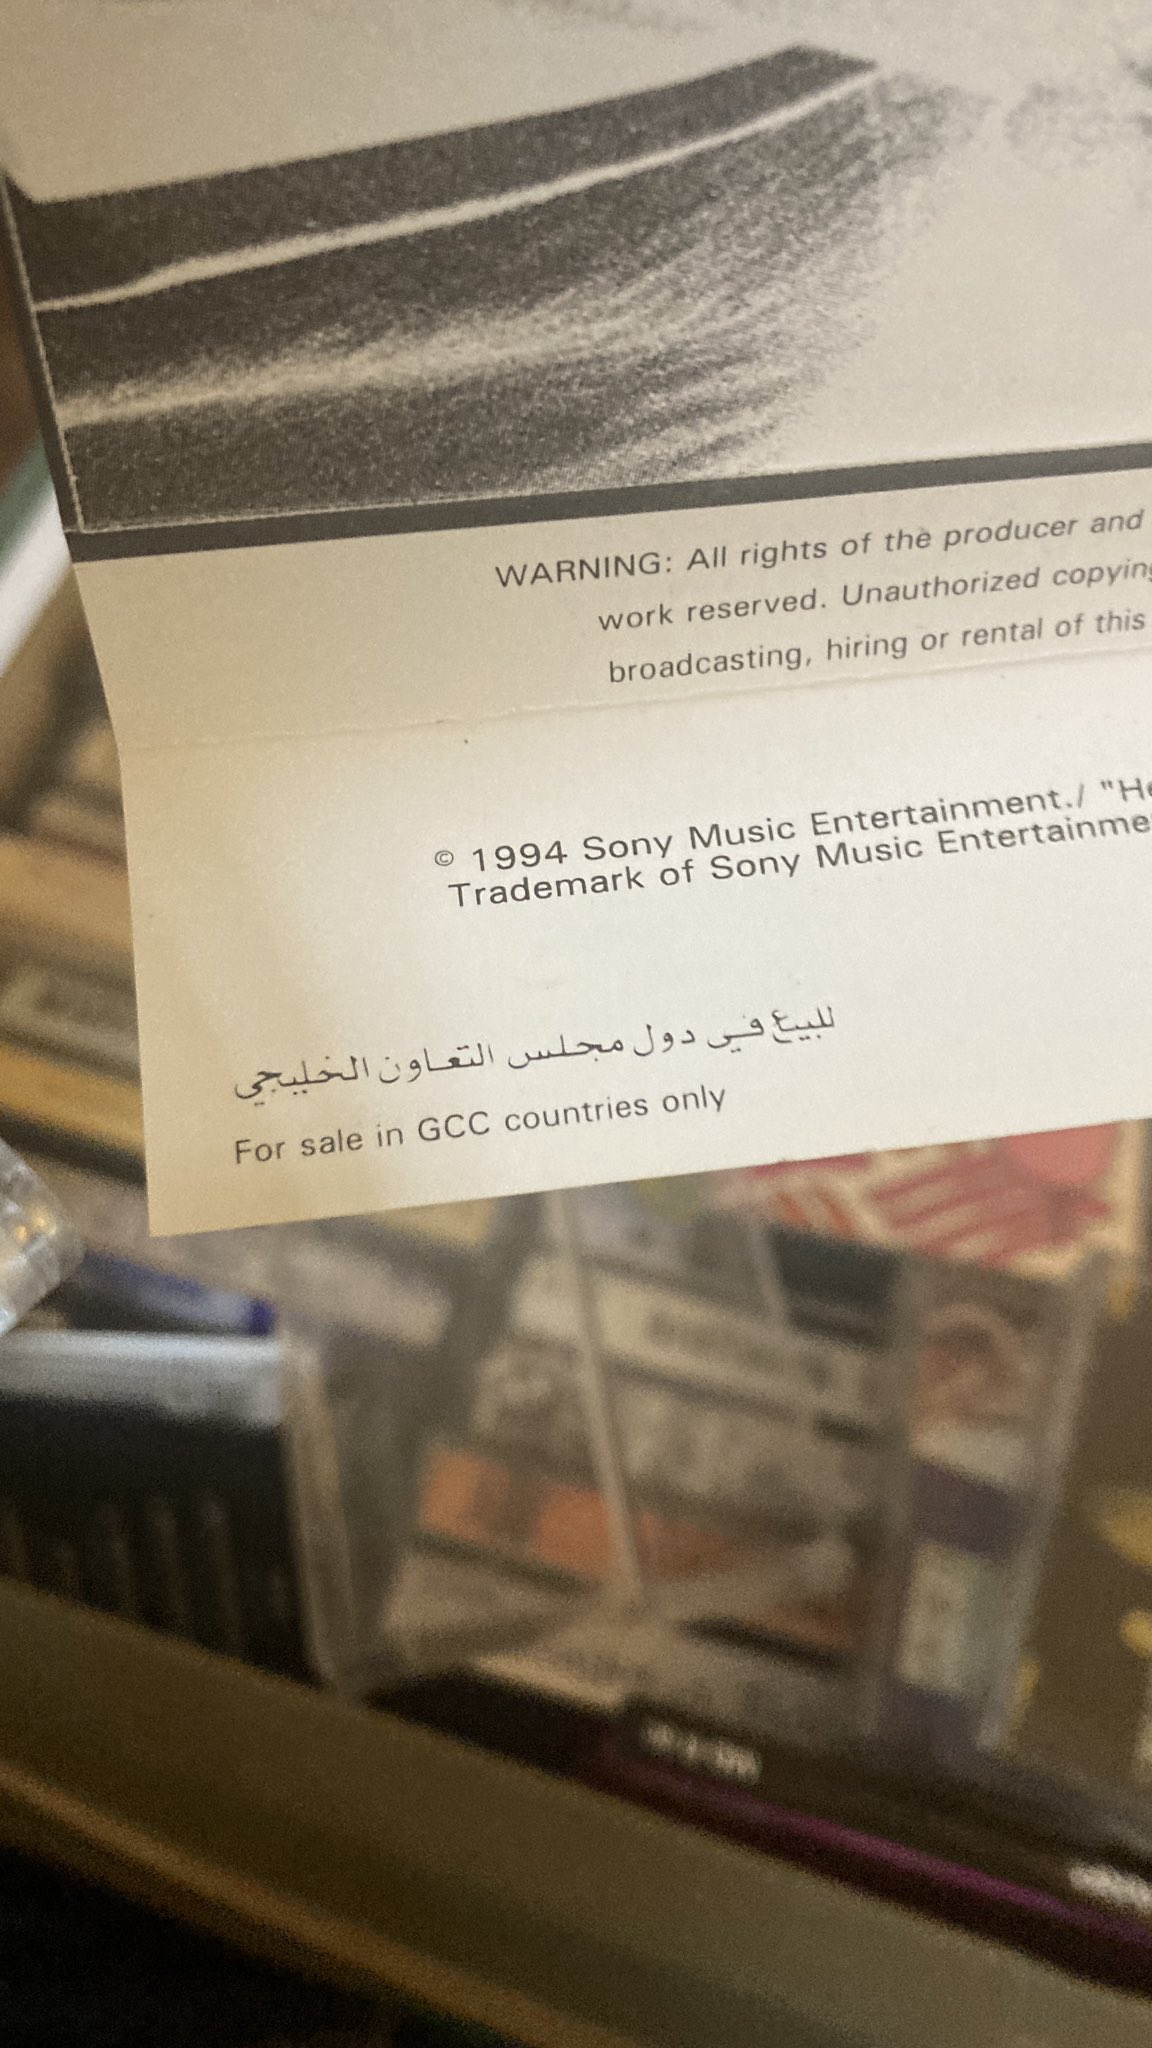 WARNING: All rights of the producer and
work reserved. Unauthorized
broadcasting, hiring or rental of this
© 1994 Sony Music Entertainment./
Trademark of Sony Music
للبيع في دول مجلس التعاون الخليجي
For sale in GCC countries only